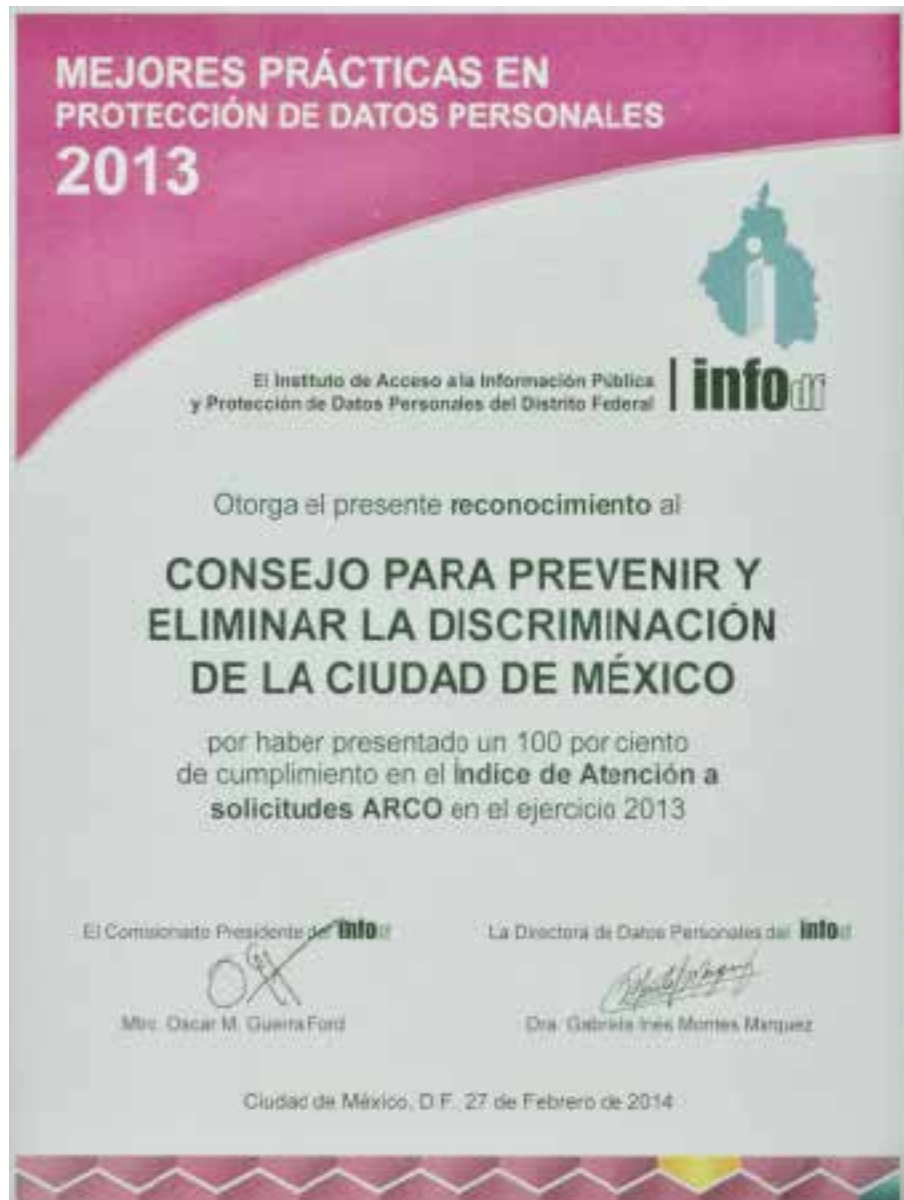 MEJORES PRÁCTICAS EN
PROTECCIÓN DE DATOS PERSONALES
2013
El Instituto de Acceso a la Información Pública
y Protección de Datos Personales del Distrito Federal
infodf
Otorga el presente reconocimiento al
CONSEJO PARA PREVENIR Y
ELIMINAR LA DISCRIMINACIÓN
DE LA CIUDAD DE MÉXICO
por haber presentado un 100 por ciento
de cumplimiento en el Índice de Atención a
solicitudes ARCO en el ejercicio 2013
El Comisionado Presidente del infodf
Mtro. Oscar M. Guerra Ford
La Directora de Datos Personales del infodf
Dra. Gabriela Inés Montes Márquez
Ciudad de México, D.F. 27 de Febrero de 2014